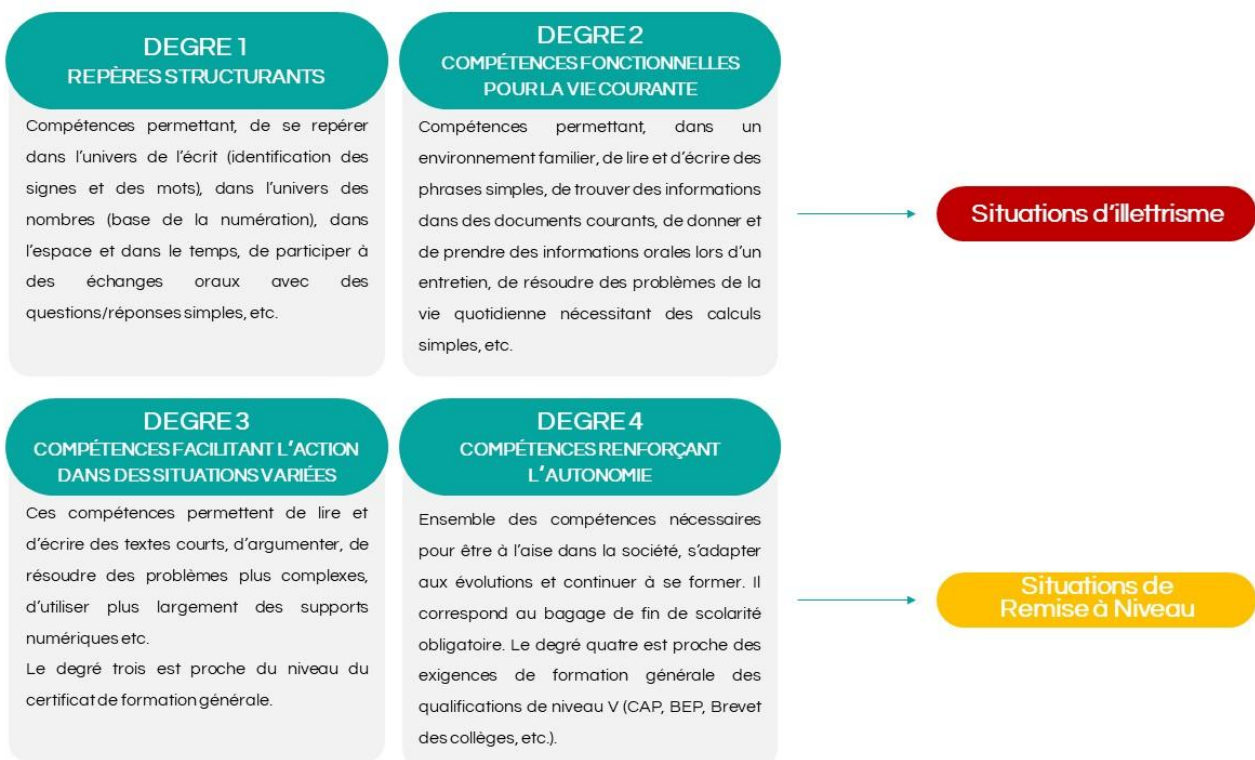 DEGRE 1
REPÈRES STRUCTURANTS
Compétences permettant, de se repérer
dans l'univers de l'écrit (identification des
signes et des mots), dans l'univers des
nombres (base de la numération), dans
l'espace et dans le temps, de participer à
des échanges oraux avec des
questions/réponses simples, etc.
DEGRE 2
COMPÉTENCES FONCTIONNELLES
POUR LA VIE COURANTE
Compétences permettant, dans un
environnement familier, de lire et d'écrire des
phrases simples, de trouver des informations
dans des documents courants, de donner et
de prendre des informations orales lors d'un
entretien, de résoudre des problèmes de la
vie quotidienne nécessitant des calculs
simples, etc.
Situations d'illettrisme
DEGRE 3
COMPÉTENCES FACILITANT L'ACTION
DANS DES SITUATIONS VARIÉES
Ces compétences permettent de lire et
d'écrire des textes courts, d'argumenter, de
résoudre des problèmes plus complexes,
d'utiliser plus largement des supports
numériques etc.
Le degré trois est proche du niveau du
certificat de formation générale.
DEGRE 4
COMPÉTENCES RENFORÇANT
L'AUTONOMIE
Ensemble des compétences nécessaires
pour être à l'aise dans la société, s'adapter
aux évolutions et continuer à se former. Il
correspond au bagage de fin de scolarité
obligatoire. Le degré quatre est proche des
exigences de formation générale des
qualifications de niveau V (CAP, BEP, Brevet
des collèges, etc.).
Situations de
Remise à Niveau